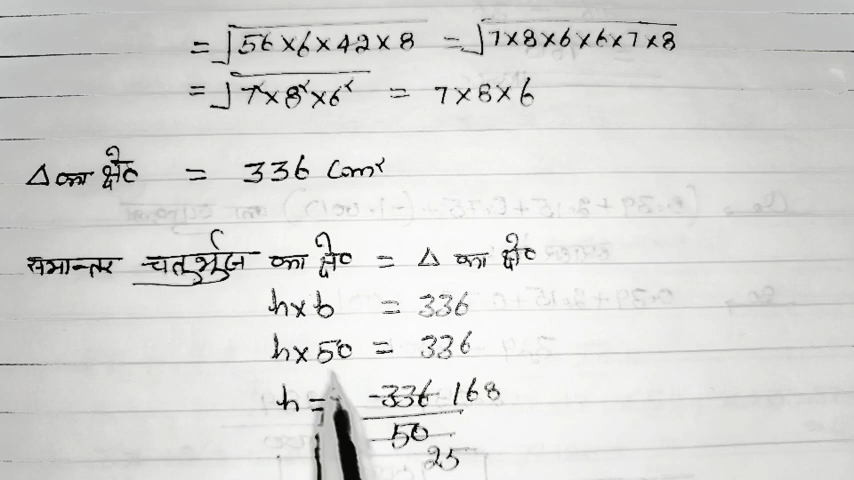 = √56×6×42×8 = √7×8×6×6×7×8
= √7²×8²×6² = 7×8×6
△ का क्षे० = 336 Cm²
समान्तर चतुर्भुज का क्षे० = △ का क्षे०
h×b = 336
h×50 = 336
h = 336 168
50
25